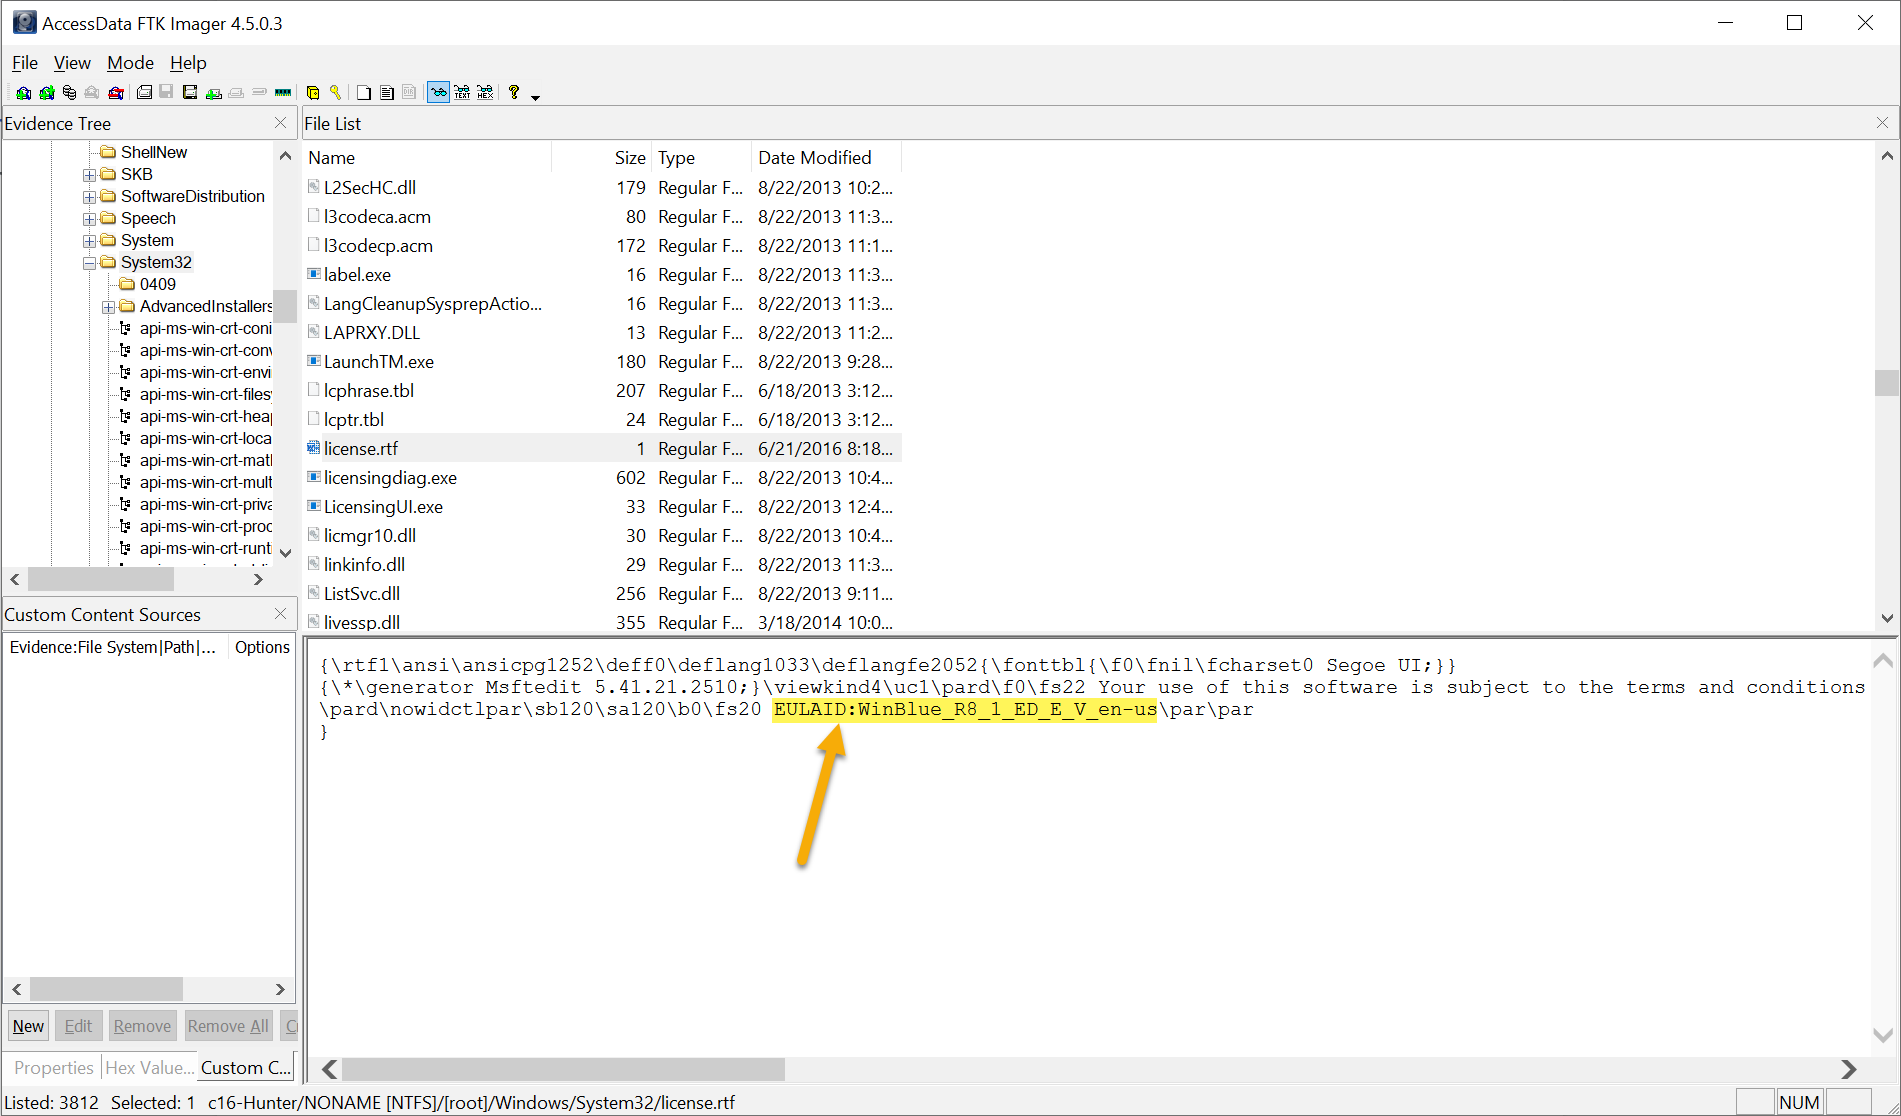 AccessData FTK Imager 4.5.0.3
File View Mode Help
Evidence Tree
ShellNew
SKB
SoftwareDistribution
Speech
System
System32
0409
AdvancedInstallers
api-ms-win-crt-coni
api-ms-win-crt-conv
api-ms-win-crt-envi
api-ms-win-crt-files
api-ms-win-crt-hea
api-ms-win-crt-loca
api-ms-win-crt-mat
api-ms-win-crt-mult
api-ms-win-crt-priva
api-ms-win-crt-proc
api-ms-win-crt-runt
Custom Content Sources
Evidence:File System|Path|... Options
New Edit Remove Remove All
Properties Hex Value... Custom C...
File List
Name Size Type Date Modified
L2SecHC.dll 179 Regular F... 8/22/2013 10:2...
l3codeca.acm 80 Regular F... 8/22/2013 11:3...
l3codecp.acm 172 Regular F... 8/22/2013 11:1...
label.exe 16 Regular F... 8/22/2013 11:3...
LangCleanupSysprepActio... 16 Regular F... 8/22/2013 11:3...
LAPRXY.DLL 13 Regular F... 8/22/2013 11:2...
LaunchTM.exe 180 Regular F... 8/22/2013 9:28...
lcphrase.tbl 207 Regular F... 6/18/2013 3:12...
lcptr.tbl 24 Regular F... 6/18/2013 3:12...
license.rtf 1 Regular F... 6/21/2016 8:18...
licensingdiag.exe 602 Regular F... 8/22/2013 10:4...
LicensingUI.exe 33 Regular F... 8/22/2013 12:4...
licmgr10.dll 30 Regular F... 8/22/2013 10:4...
linkinfo.dll 29 Regular F... 8/22/2013 11:3...
ListSvc.dll 256 Regular F... 8/22/2013 9:11...
livessp.dll 355 Regular F... 3/18/2014 10:0...
{\rtf1\ansi\ansicpg1252\deff0\deflang1033\deflangfe2052{\fonttbl{\f0\fnil\fcharset0 Segoe UI;}}
{\*\generator Msftedit 5.41.21.2510;}\viewkind4\uc1\pard\f0\fs22 Your use of this software is subject to the terms and conditions
\pard\nowidctlpar\sb120\sa120\b0\fs20 EULAID:WinBlue_R8_1_ED_E_V_en-us\par\par
}
Listed: 3812 Selected: 1 c16-Hunter/NONAME [NTFS]/[root]/Windows/System32/license.rtf
NUM